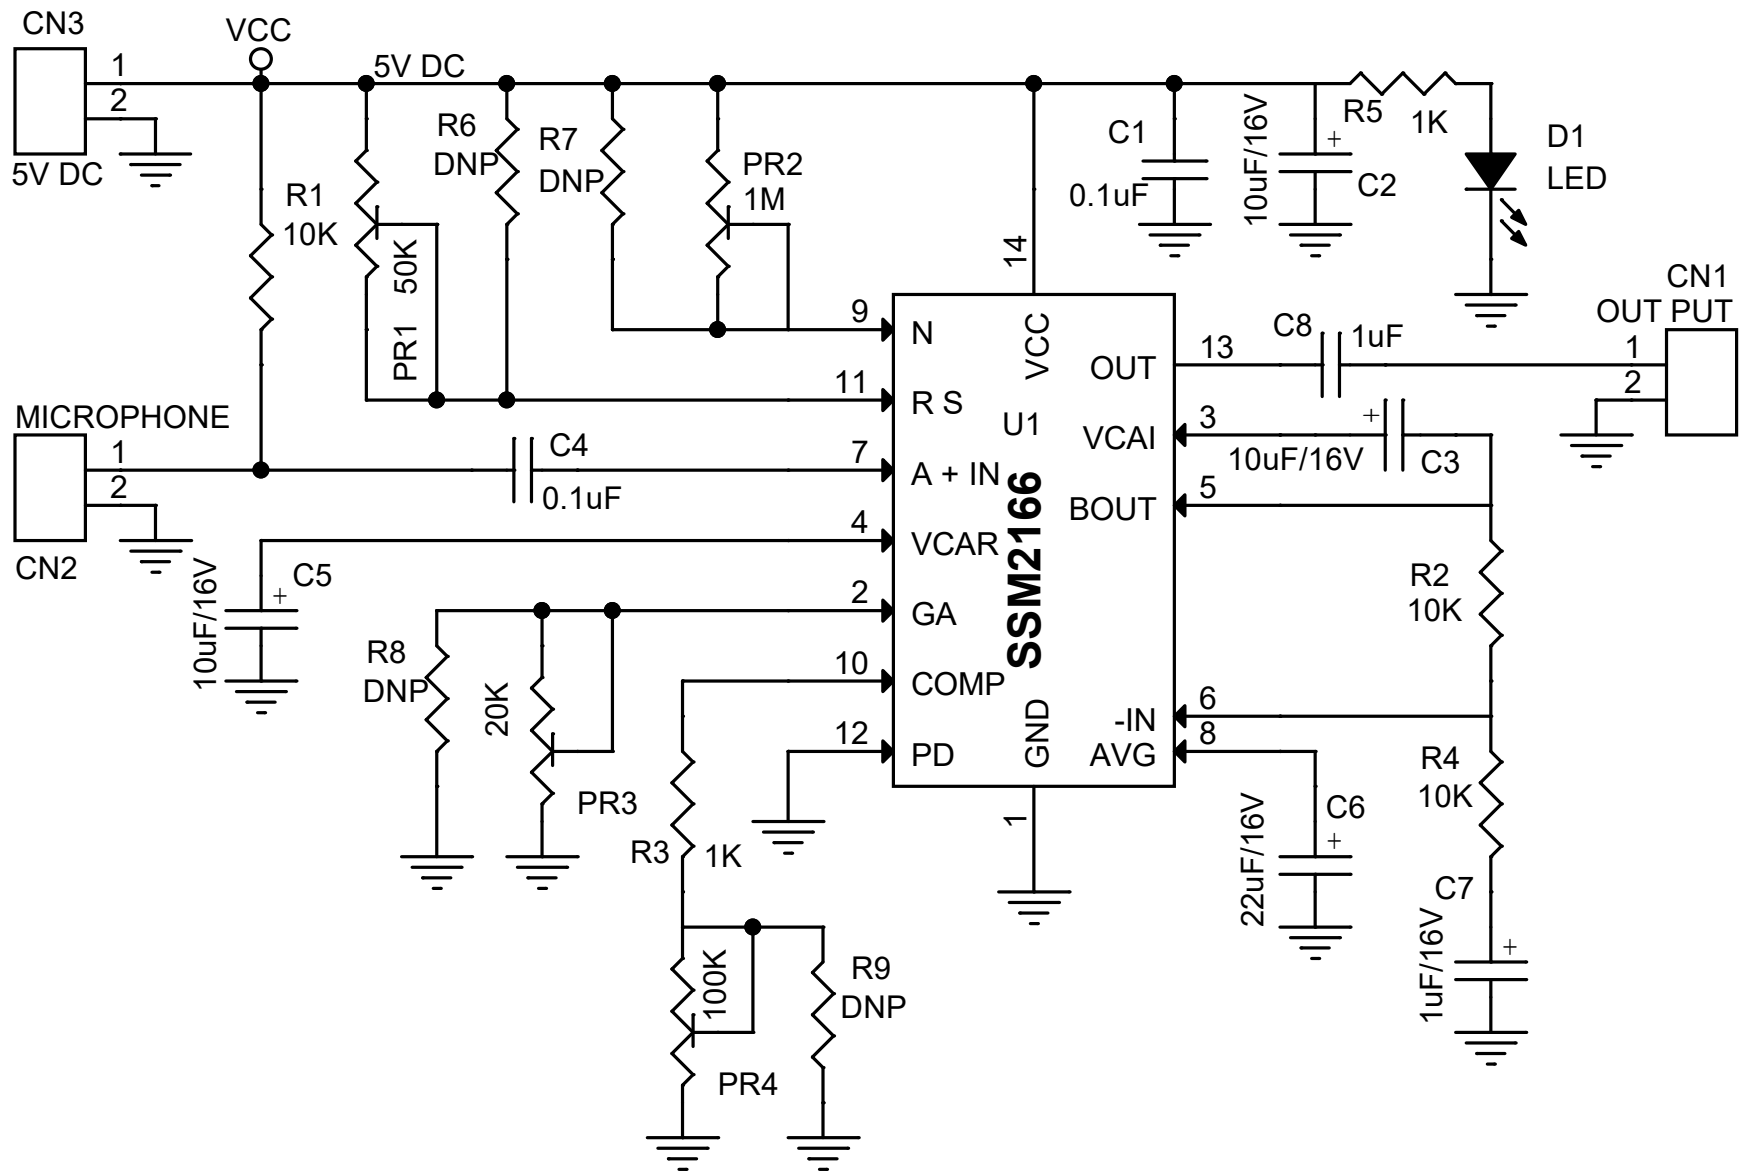 CN3
VCC
1
5V DC
2
5V DC
R1
10K
R6
DNP
R7
DNP
PR2
1M
50K
PR1
C1
0.1uF
10uF/16V
+
C2
R5
1K
D1
LED
14
CN1
OUT PUT
1
2
9
N
VCC
OUT
13
C8
1uF
11
R S
U1
VCAI
3
+
10uF/16V
C3
MICROPHONE
1
2
CN2
C4
0.1uF
7
A + IN
BOUT
5
SSM2166
4
VCAR
10uF/16V
+
C5
R2
10K
2
GA
R8
DNP
20K
PR3
10
COMP
GND
-IN
6
12
PD
AVG
8
R4
10K
R3
1K
1
22uF/16V
C6
+
C7
1uF/16V
+
100K
PR4
R9
DNP